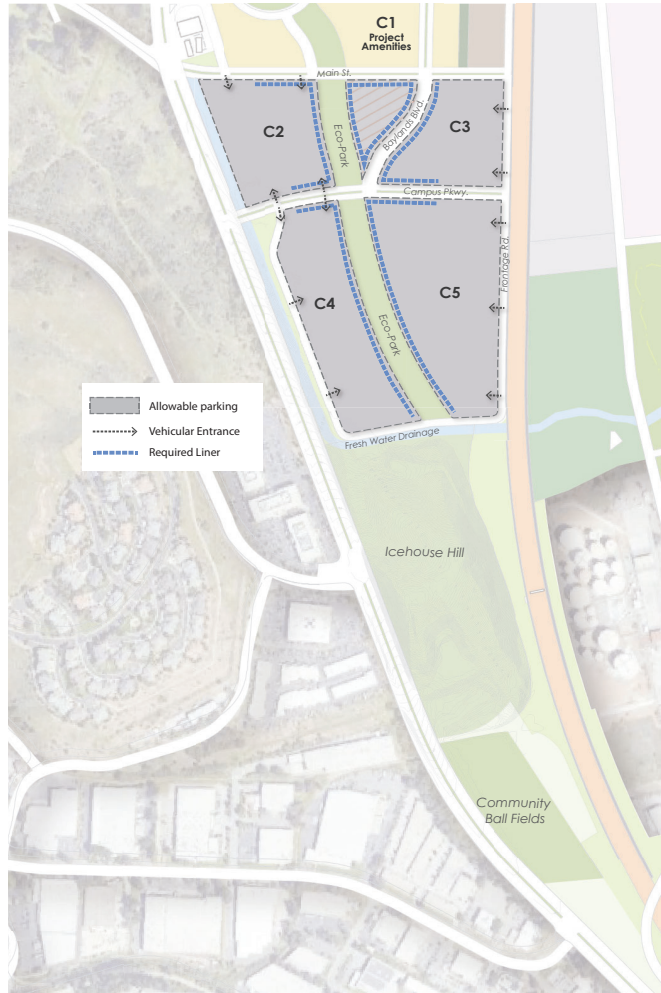 C1
Project
Amenities
Main St.
C2
Eco-Park
Baylands Blvd.
C3
Campus Pkwy.
Frontage Rd.
C4
Eco-Park
C5
Allowable parking
Vehicular Entrance
Required Liner
Fresh Water Drainage
Icehouse Hill
Community
Ball Fields